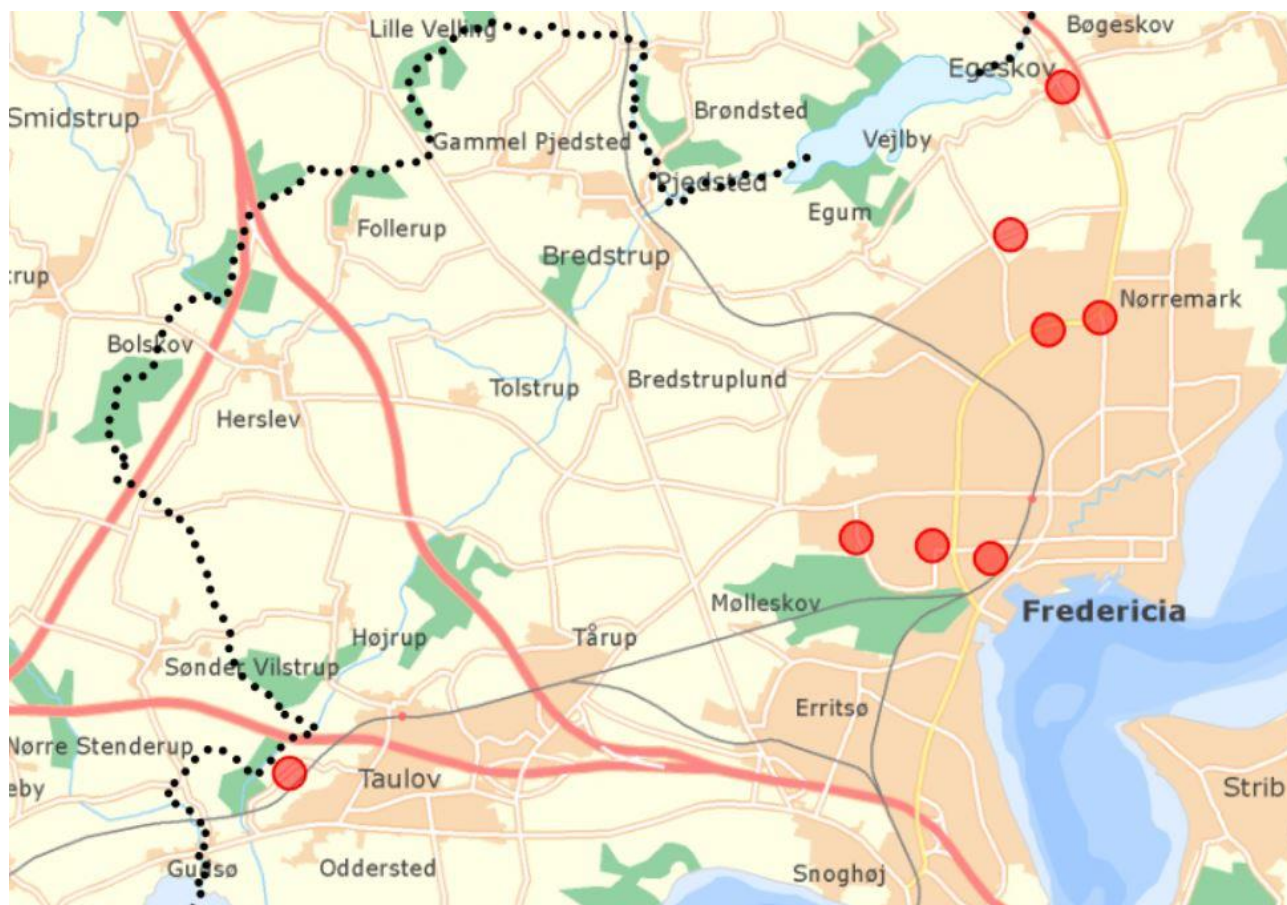 Lille Velling
Bøgeskov
Egeskov
Smidstrup
Brøndsted
Gammel Pjedsted
Vejlby
Pjedsted
Egum
Follerup
Bredstrup
trup
Nørremark
Bolskov
Tolstrup
Bredstruplund
Herslev
Mølleskov
Fredericia
Højrup
Tårup
Sønder Vilstrup
Erritsø
Nørre Stenderup
Taulov
eby
Strib
Gudsø
Oddersted
Snoghøj